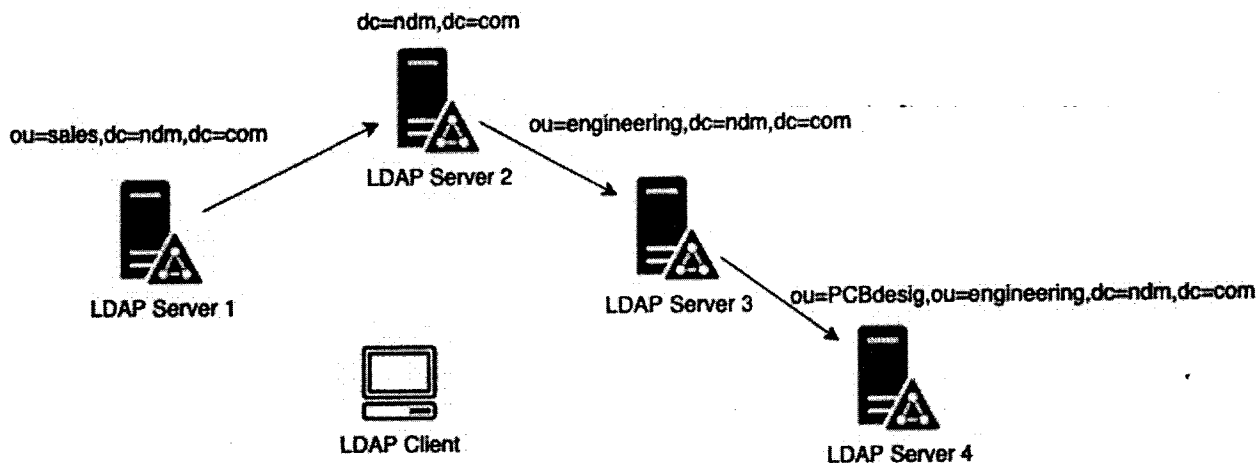 dc=ndm,dc=com
ou=sales,dc=ndm,dc=com
ou=engineering,dc=ndm,dc=com
LDAP Server 2
LDAP Server 1
LDAP Server 3
ou=PCBdesig,ou=engineering,dc=ndm,dc=com
LDAP Client
LDAP Server 4